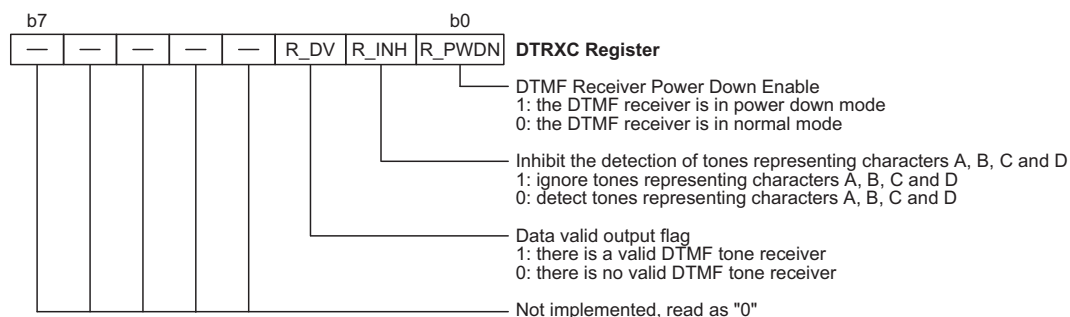 b7 b0
— — — — — R_DV R_INH R_PWDN DTRXC Register
DTMF Receiver Power Down Enable
1: the DTMF receiver is in power down mode
0: the DTMF receiver is in normal mode
Inhibit the detection of tones representing characters A, B, C and D
1: ignore tones representing characters A, B, C and D
0: detect tones representing characters A, B, C and D
Data valid output flag
1: there is a valid DTMF tone receiver
0: there is no valid DTMF tone receiver
Not implemented, read as "0"